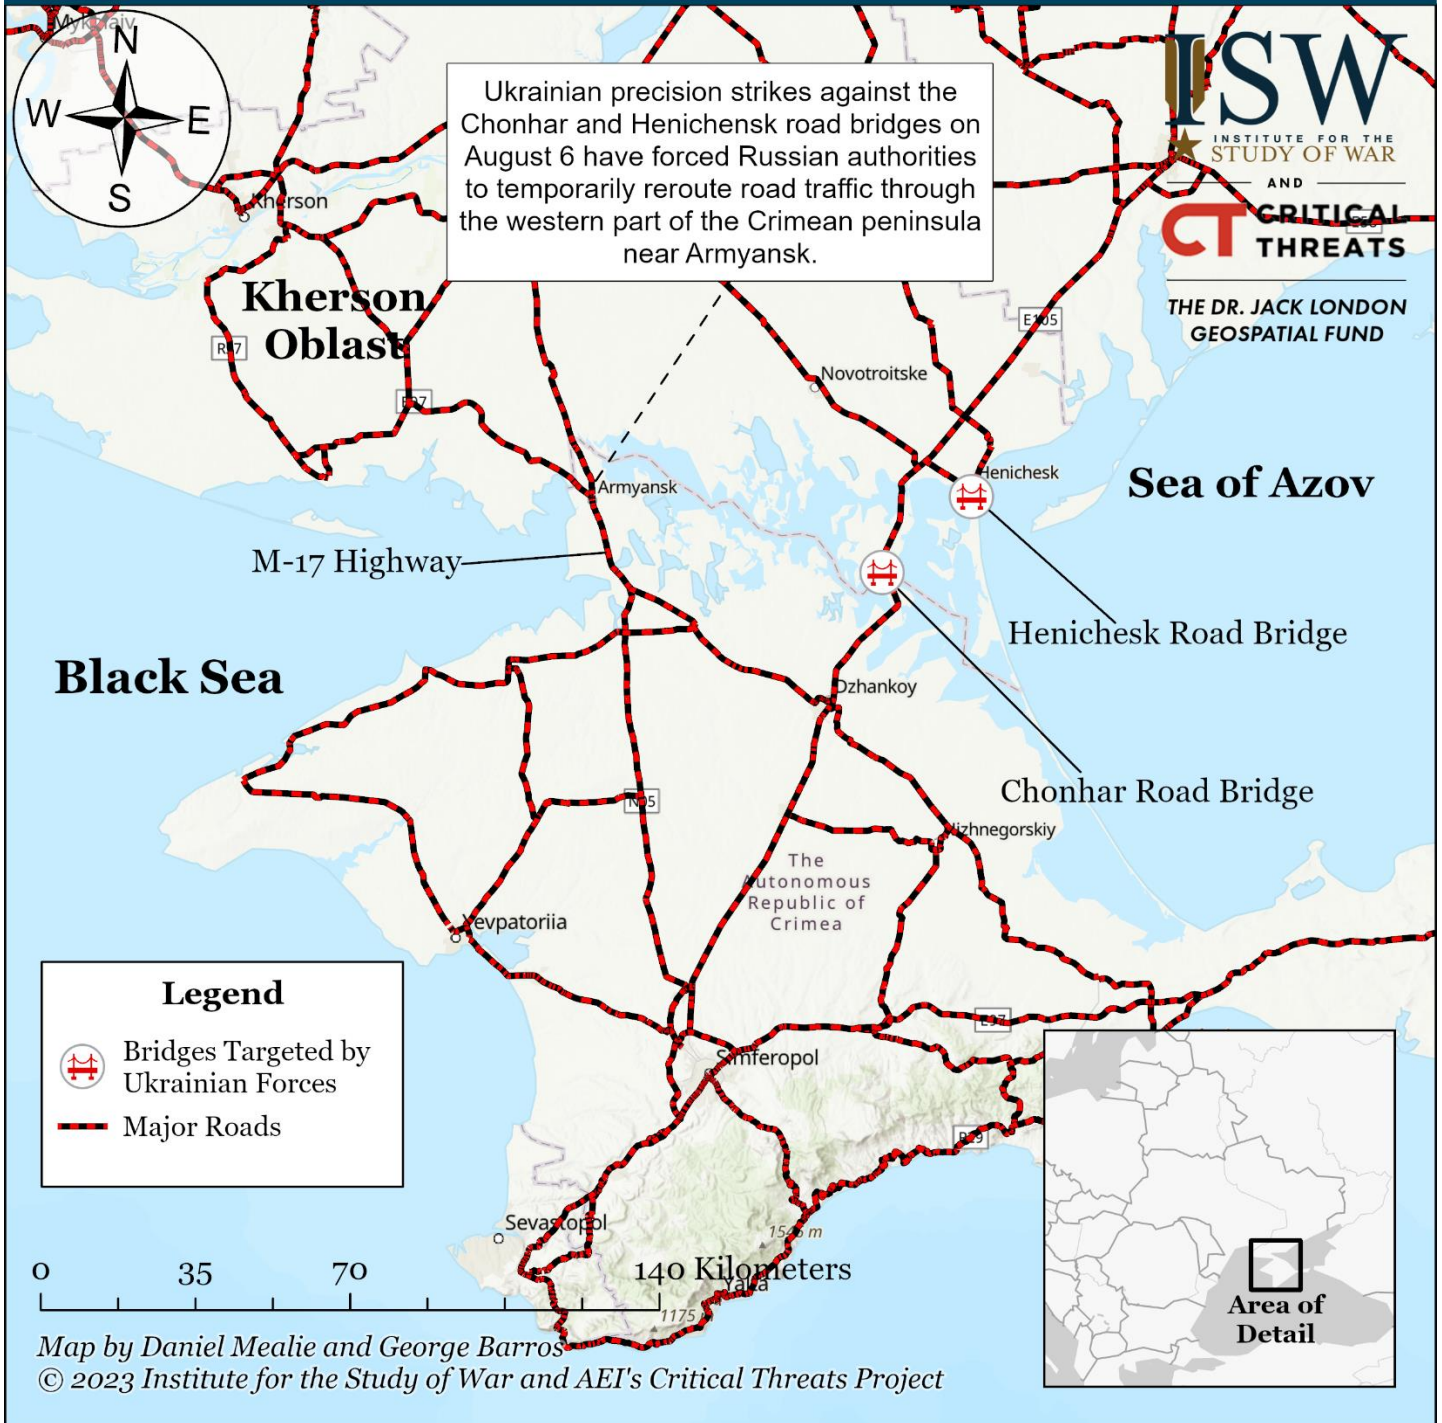 Mykolaiv
N
W
E
S
Ukrainian precision strikes against the
Chonhar and Henichensk road bridges on
August 6 have forced Russian authorities
to temporarily reroute road traffic through
the western part of the Crimean peninsula
near Armyansk.
ISW
INSTITUTE FOR THE
STUDY OF WAR
AND
CT CRITICAL
THREATS
THE DR. JACK LONDON
GEOSPATIAL FUND
Kherson
Kherson
Oblast
E105
Novotroitske
Henichesk
Sea of Azov
Armyansk
M-17 Highway
Henichesk Road Bridge
Black Sea
Dzhankoy
Chonhar Road Bridge
The
Autonomous
Republic of
Crimea
Yevpatoriia
E97
Simferopol
Legend
Bridges Targeted by
Ukrainian Forces
Major Roads
Sevastopol
1545 m
Yalta
1175
0
35
70
140 Kilometers
Area of
Detail
Map by Daniel Mealie and George Barros
© 2023 Institute for the Study of War and AEI's Critical Threats Project